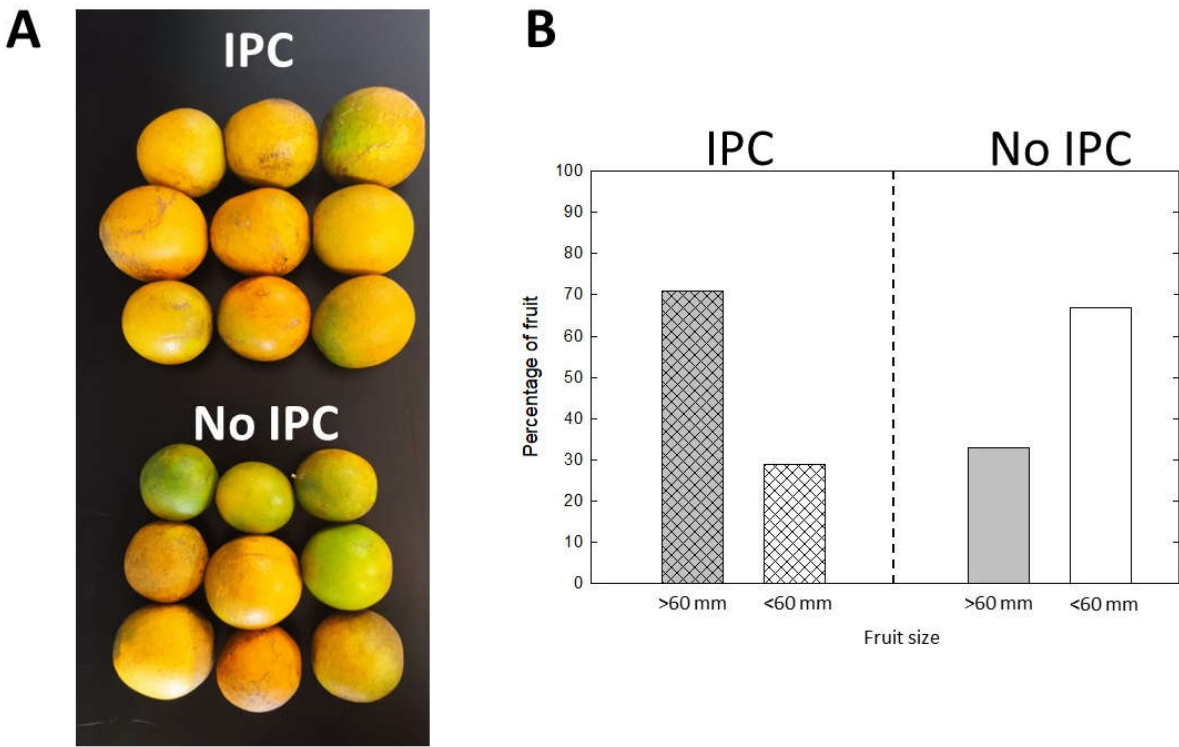 A
IPC
No IPC
B
IPC
No IPC
100
90
80
70
60
50
40
30
20
10
0
Percentage of fruit
>60 mm
<60 mm
>60 mm
<60 mm
Fruit size